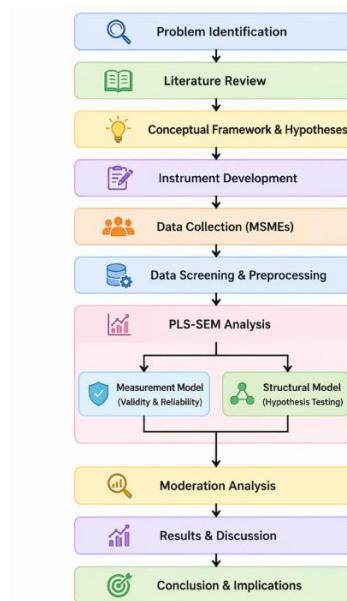 Problem Identification
Literature Review
Conceptual Framework & Hypotheses
Instrument Development
Data Collection (MSMEs)
Data Screening & Preprocessing
PLS-SEM Analysis
Measurement Model
(Validity & Reliability)
Structural Model
(Hypothesis Testing)
Moderation Analysis
Results & Discussion
Conclusion & Implications